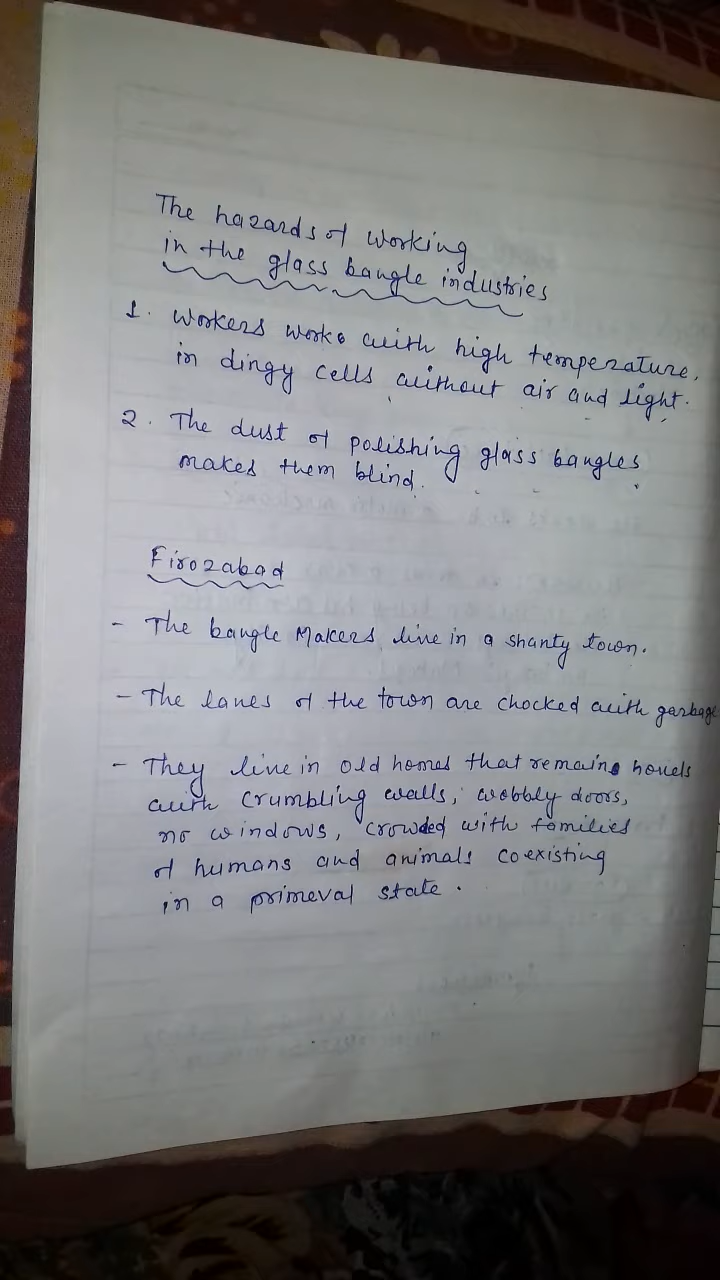 The hazards of working
in the glass bangle industries
1. Workers works with high temperature,
in dingy cells without air and light.
2. The dust of polishing glass bangles
makes them blind.
Firozabad
- The bangle Makers live in a shanty town.
- The lanes of the town are chocked with garbage
- They live in old homes that remains hovels
with crumbling walls, wobbly doors,
no windows, crowded with families
of humans and animals coexisting
in a primeval state.